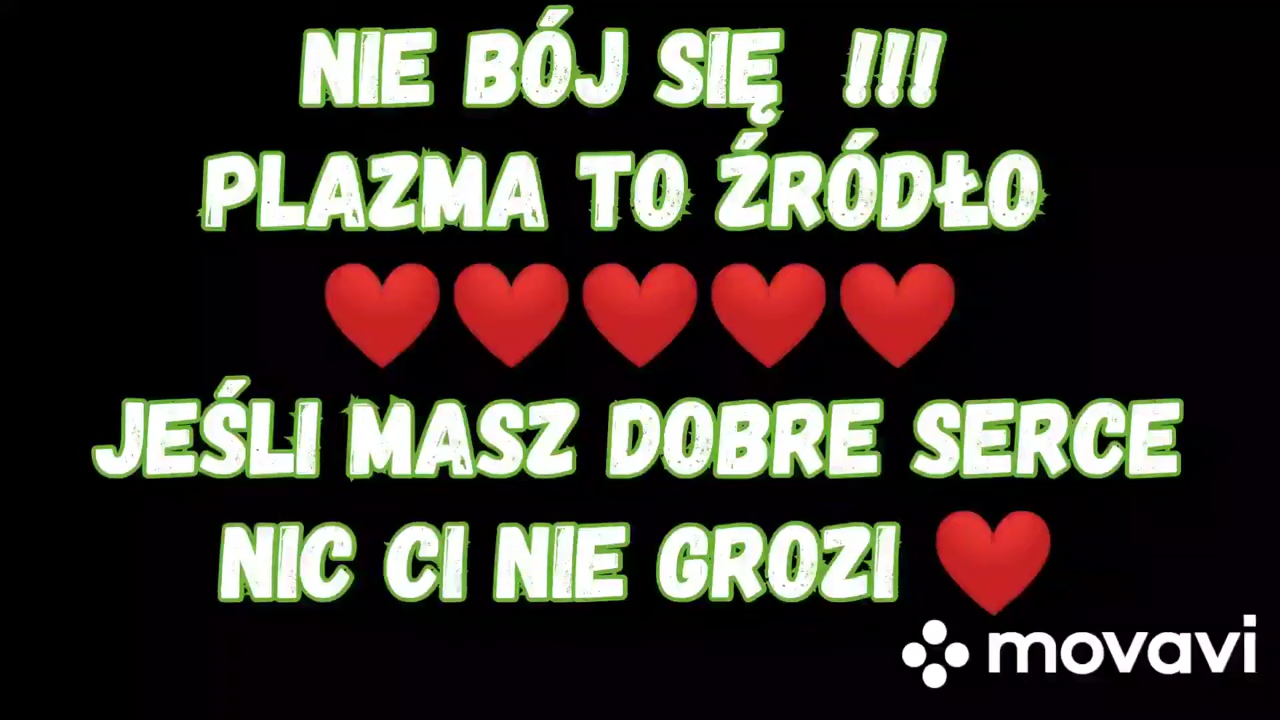 NIE BÓJ SIĘ !!!
PLAZMA TO ŹRÓDŁO
❤️❤️❤️❤️❤️
JEŚLI MASZ DOBRE SERCE
NIC CI NIE GROZI ❤️
movavi